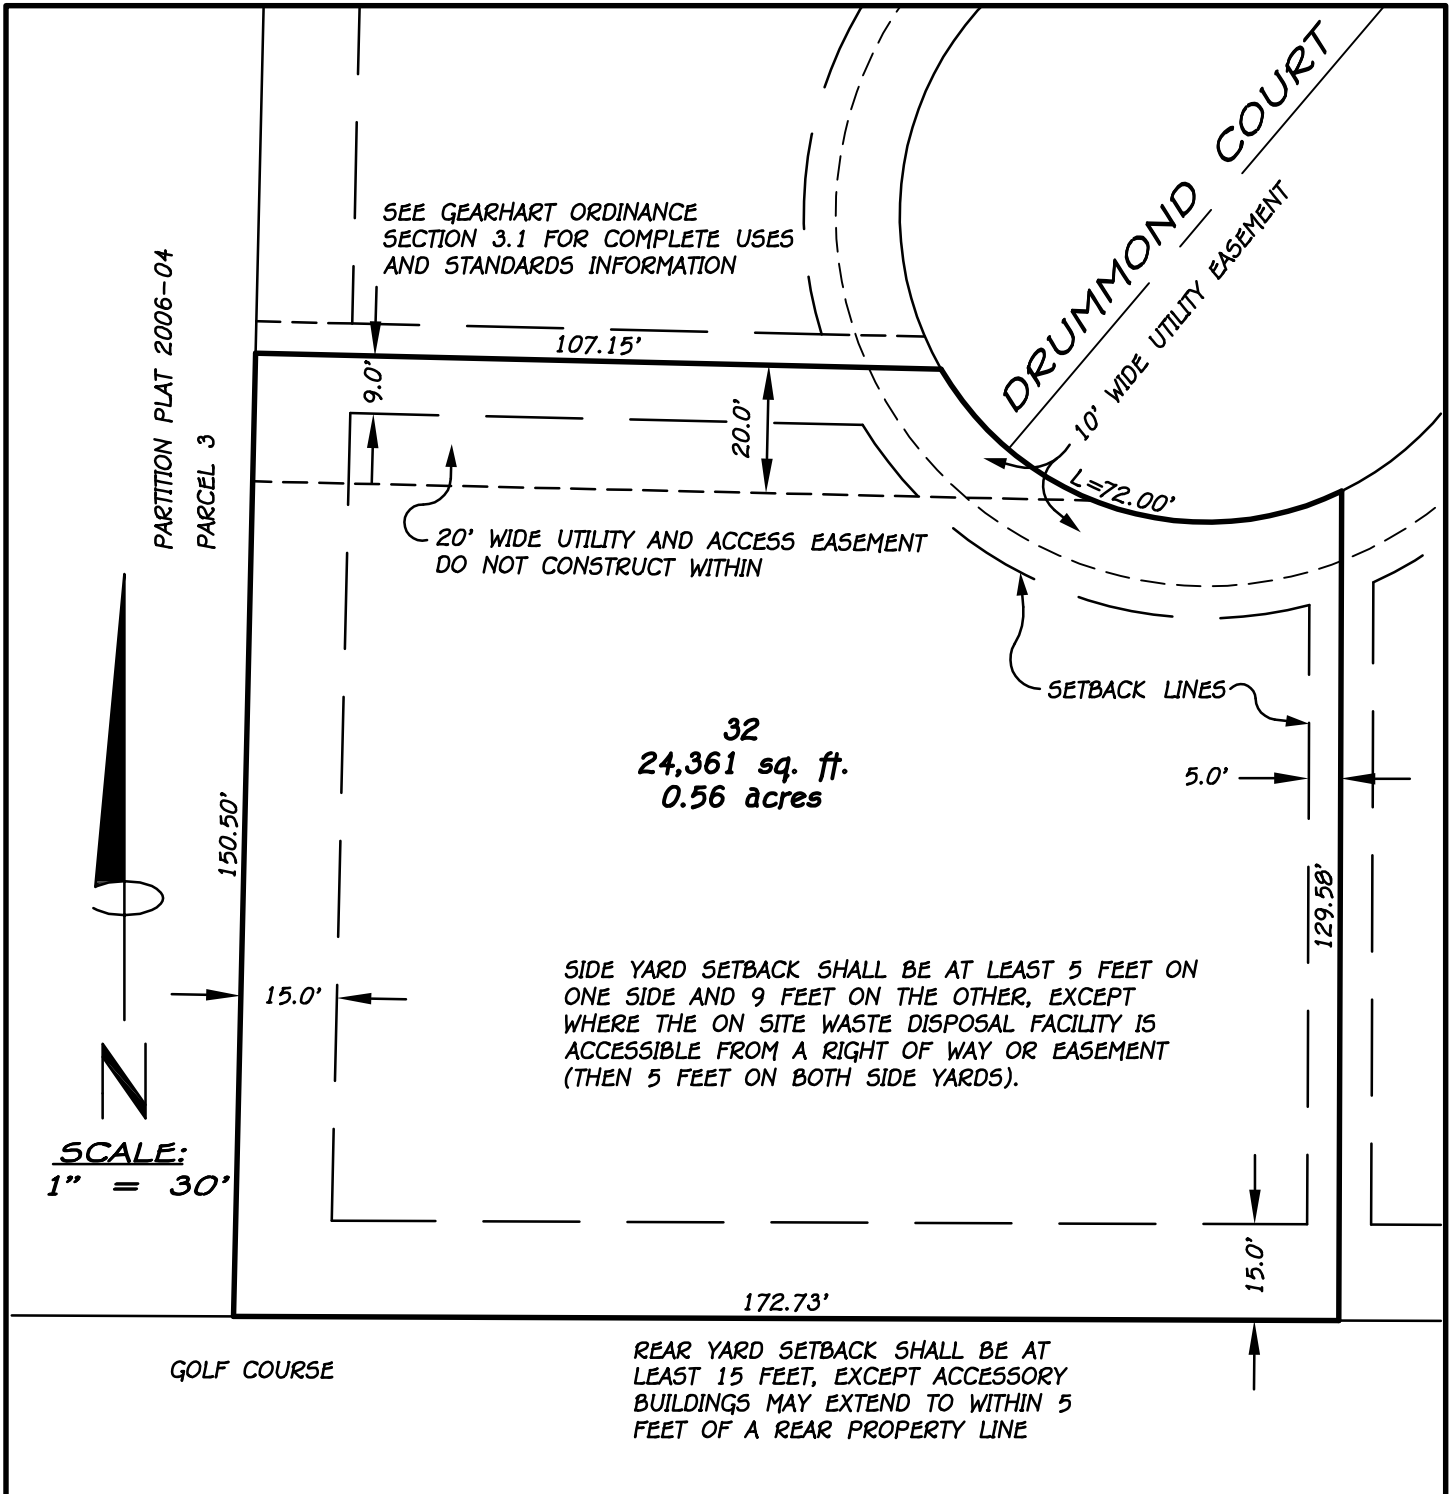 DRUMMOND COURT
10' WIDE UTILITY EASEMENT
SEE GEARHART ORDINANCE
SECTION 3.1 FOR COMPLETE USES
AND STANDARDS INFORMATION
PARTITION PLAT 2006-04
PARCEL 3
107.15'
9.0'
20.0'
L=72.00'
20' WIDE UTILITY AND ACCESS EASEMENT
DO NOT CONSTRUCT WITHIN
SETBACK LINES
32
24,361 sq. ft.
0.56 acres
5.0'
150.50'
129.58'
15.0'
SIDE YARD SETBACK SHALL BE AT LEAST 5 FEET ON
ONE SIDE AND 9 FEET ON THE OTHER, EXCEPT
WHERE THE ON SITE WASTE DISPOSAL FACILITY IS
ACCESSIBLE FROM A RIGHT OF WAY OR EASEMENT
(THEN 5 FEET ON BOTH SIDE YARDS).
N
SCALE:
1" = 30'
15.0'
172.73'
GOLF COURSE
REAR YARD SETBACK SHALL BE AT
LEAST 15 FEET, EXCEPT ACCESSORY
BUILDINGS MAY EXTEND TO WITHIN 5
FEET OF A REAR PROPERTY LINE